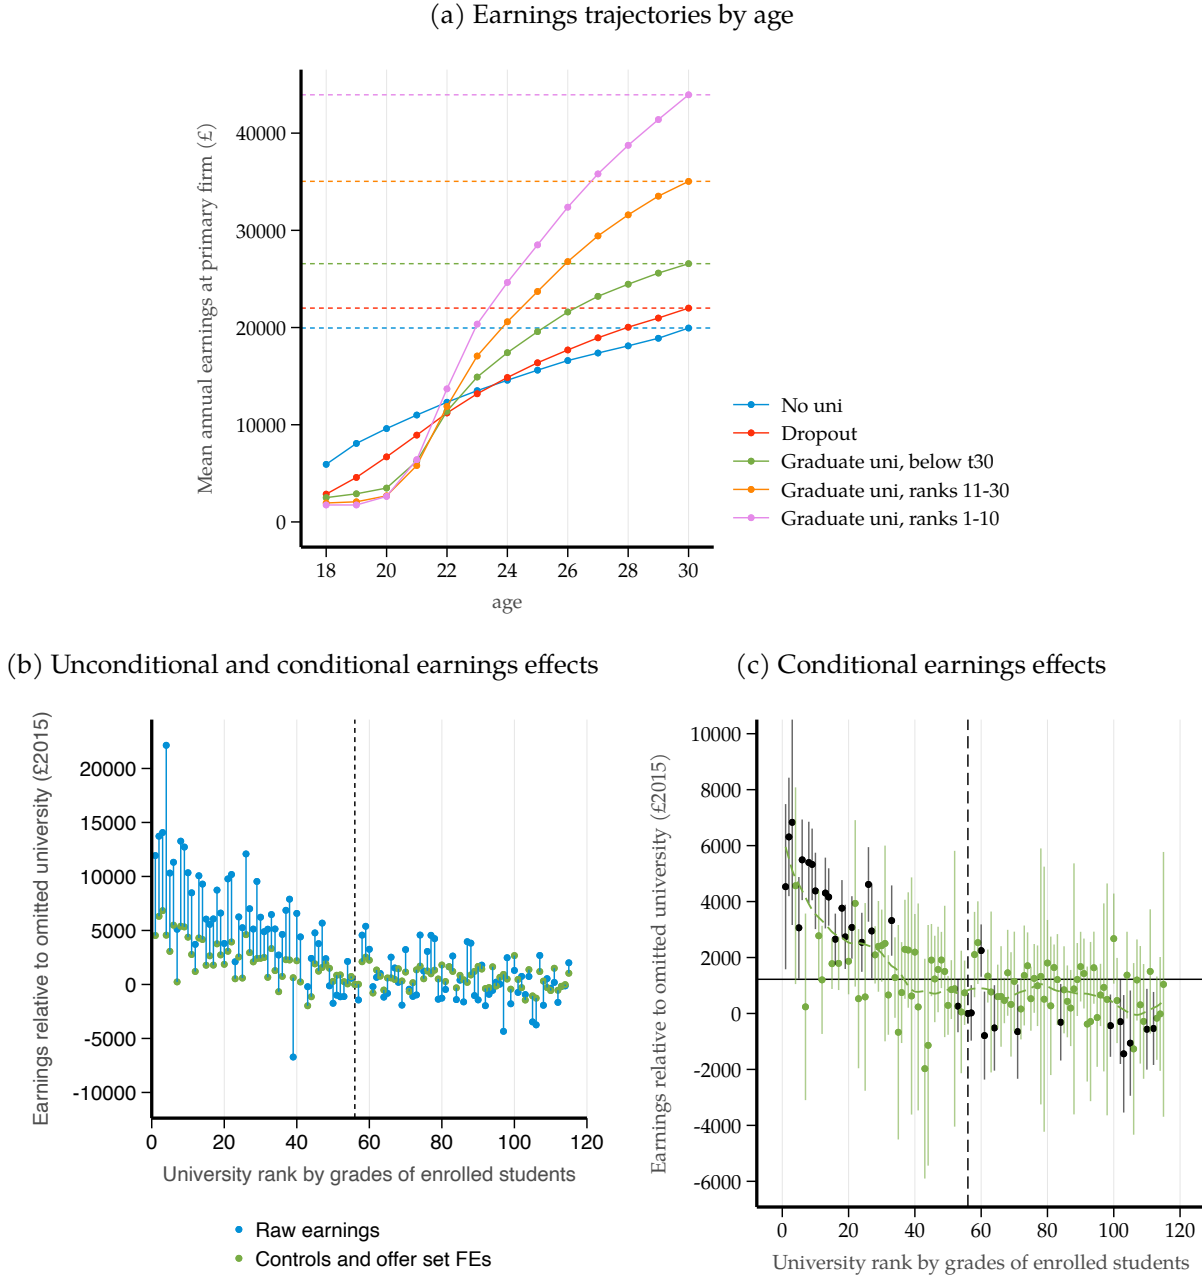 (a) Earnings trajectories by age
Mean annual earnings at primary firm (£)
40000
30000
20000
10000
0
18 20 22 24 26 28 30
age
No uni
Dropout
Graduate uni, below t30
Graduate uni, ranks 11-30
Graduate uni, ranks 1-10
(b) Unconditional and conditional earnings effects
Earnings relative to omitted university (£2015)
20000
15000
10000
5000
0
-5000
-10000
0 20 40 60 80 100 120
University rank by grades of enrolled students
Raw earnings
Controls and offer set FEs
(c) Conditional earnings effects
Earnings relative to omitted university (£2015)
10000
8000
6000
4000
2000
0
-2000
-4000
-6000
0 20 40 60 80 100 120
University rank by grades of enrolled students